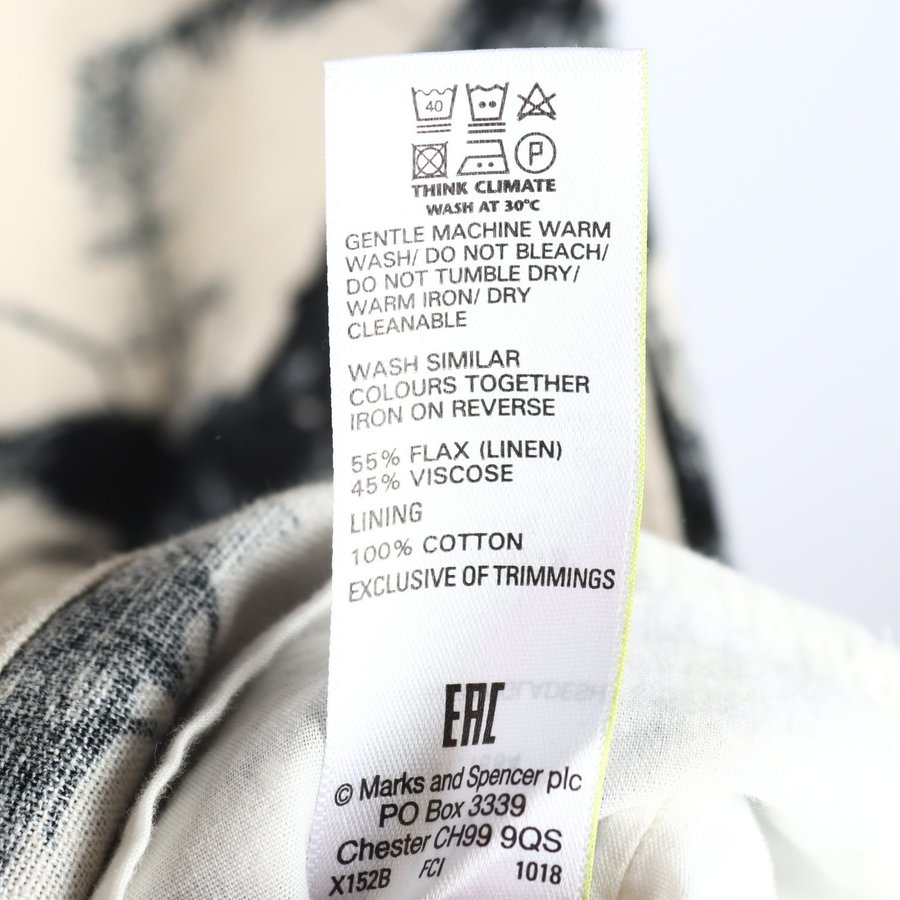 40
P
THINK CLIMATE
WASH AT 30°C
GENTLE MACHINE WARM
WASH/ DO NOT BLEACH/
DO NOT TUMBLE DRY/
WARM IRON/ DRY
CLEANABLE
WASH SIMILAR
COLOURS TOGETHER
IRON ON REVERSE
55% FLAX (LINEN)
45% VISCOSE
LINING
100% COTTON
EXCLUSIVE OF TRIMMINGS
EAC
© Marks and Spencer plc
PO Box 3339
Chester CH99 9QS
X152B FCI 1018